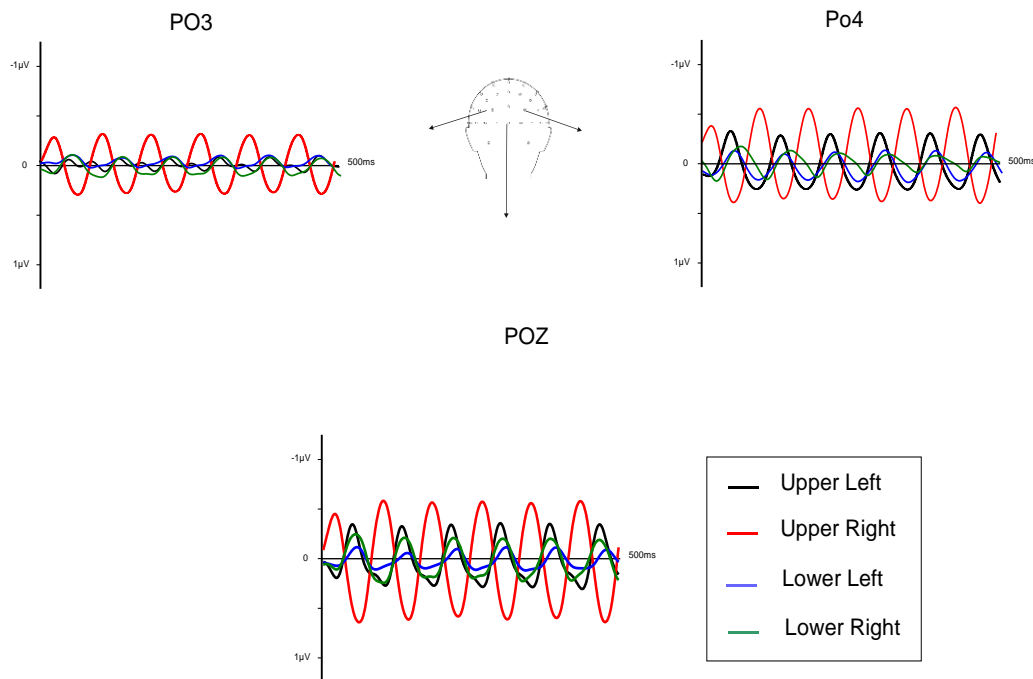 PO3
Po4
-1µV
0
500ms
1µV
-1µV
0
500ms
1µV
POZ
-1µV
0
500ms
1µV
Upper Left
Upper Right
Lower Left
Lower Right